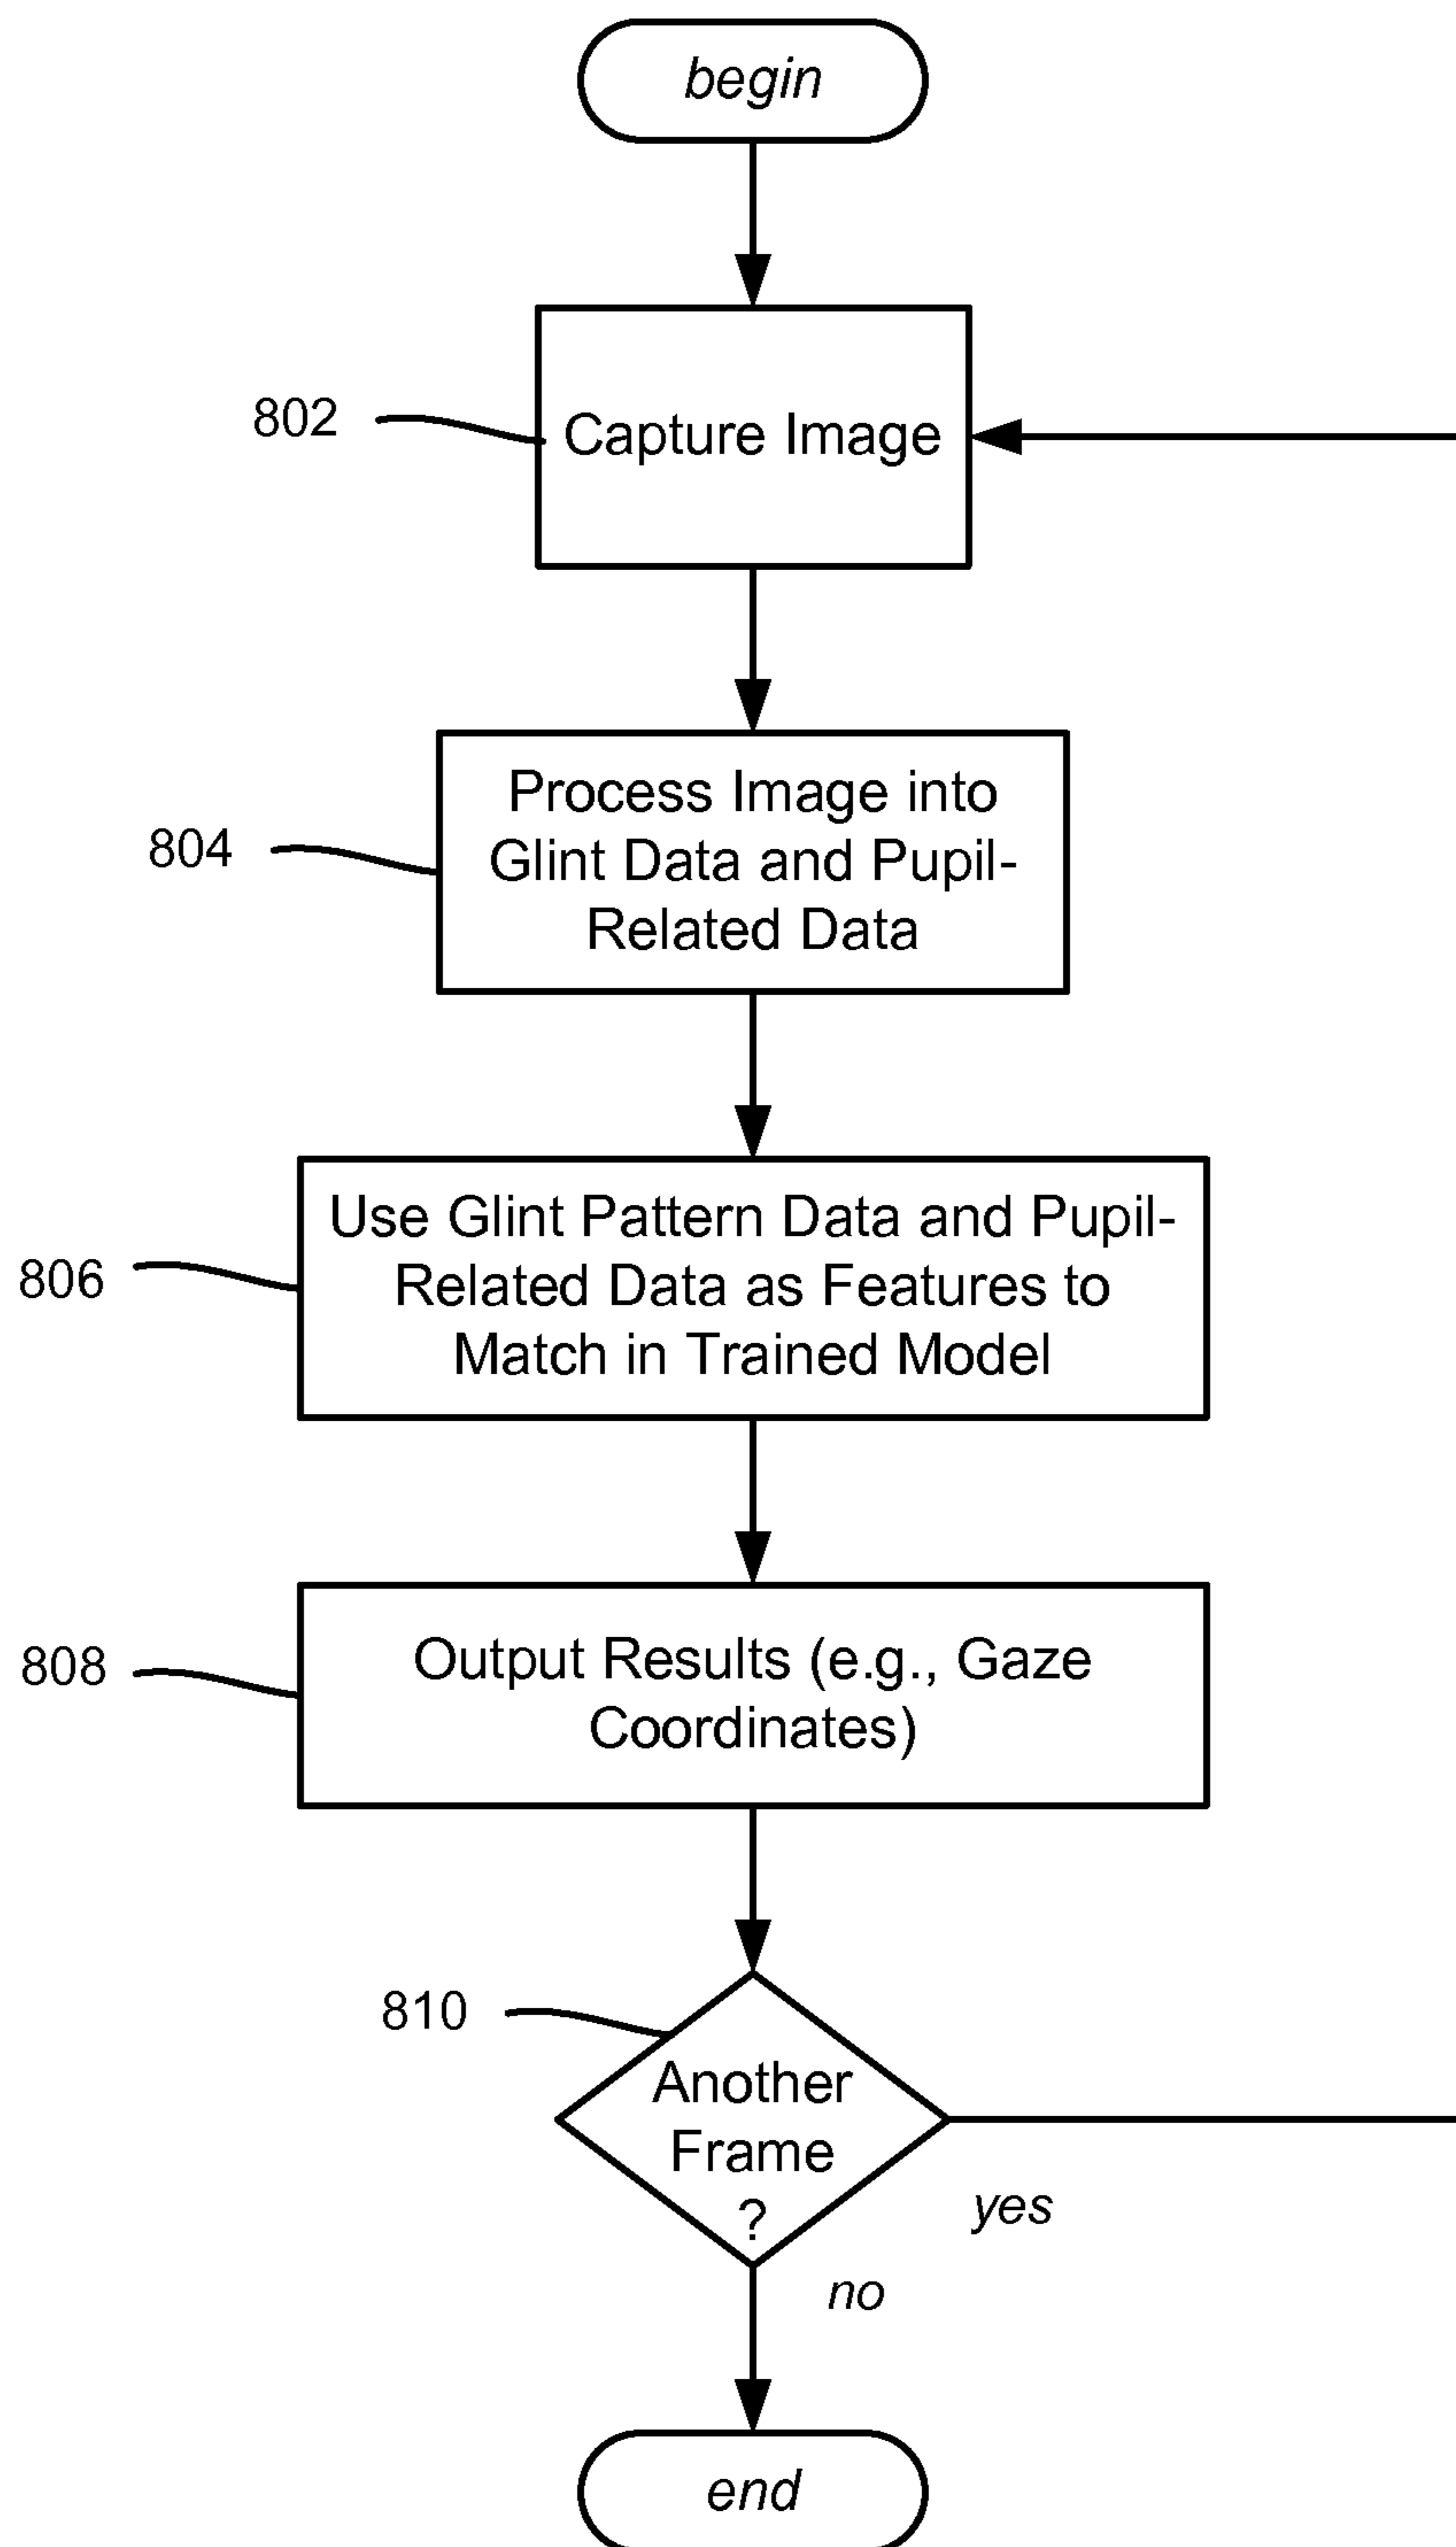 begin
802
Capture Image
804
Process Image into
Glint Data and Pupil-
Related Data
806
Use Glint Pattern Data and Pupil-
Related Data as Features to
Match in Trained Model
808
Output Results (e.g., Gaze
Coordinates)
810
Another
Frame
?
yes
no
end